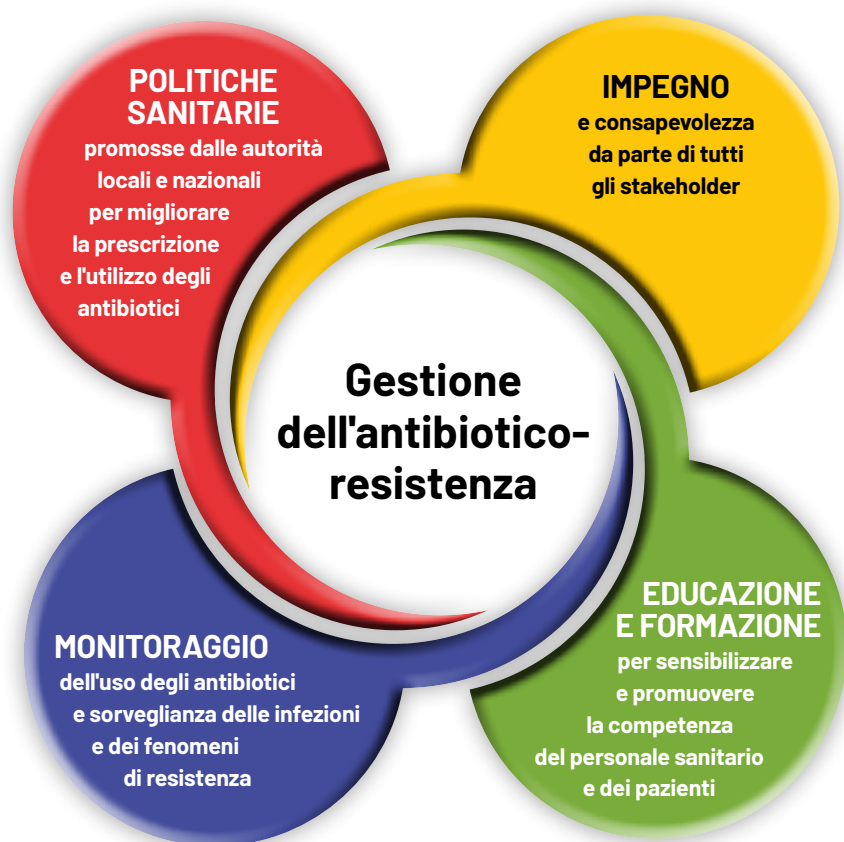 POLITICHE
SANITARIE
promosse dalle autorità
locali e nazionali
per migliorare
la prescrizione
e l'utilizzo degli
antibiotici
IMPEGNO
e consapevolezza
da parte di tutti
gli stakeholder
Gestione
dell'antibiotico-
resistenza
MONITORAGGIO
dell'uso degli antibiotici
e sorveglianza delle infezioni
e dei fenomeni
di resistenza
EDUCAZIONE
E FORMAZIONE
per sensibilizzare
e promuovere
la competenza
del personale sanitario
e dei pazienti